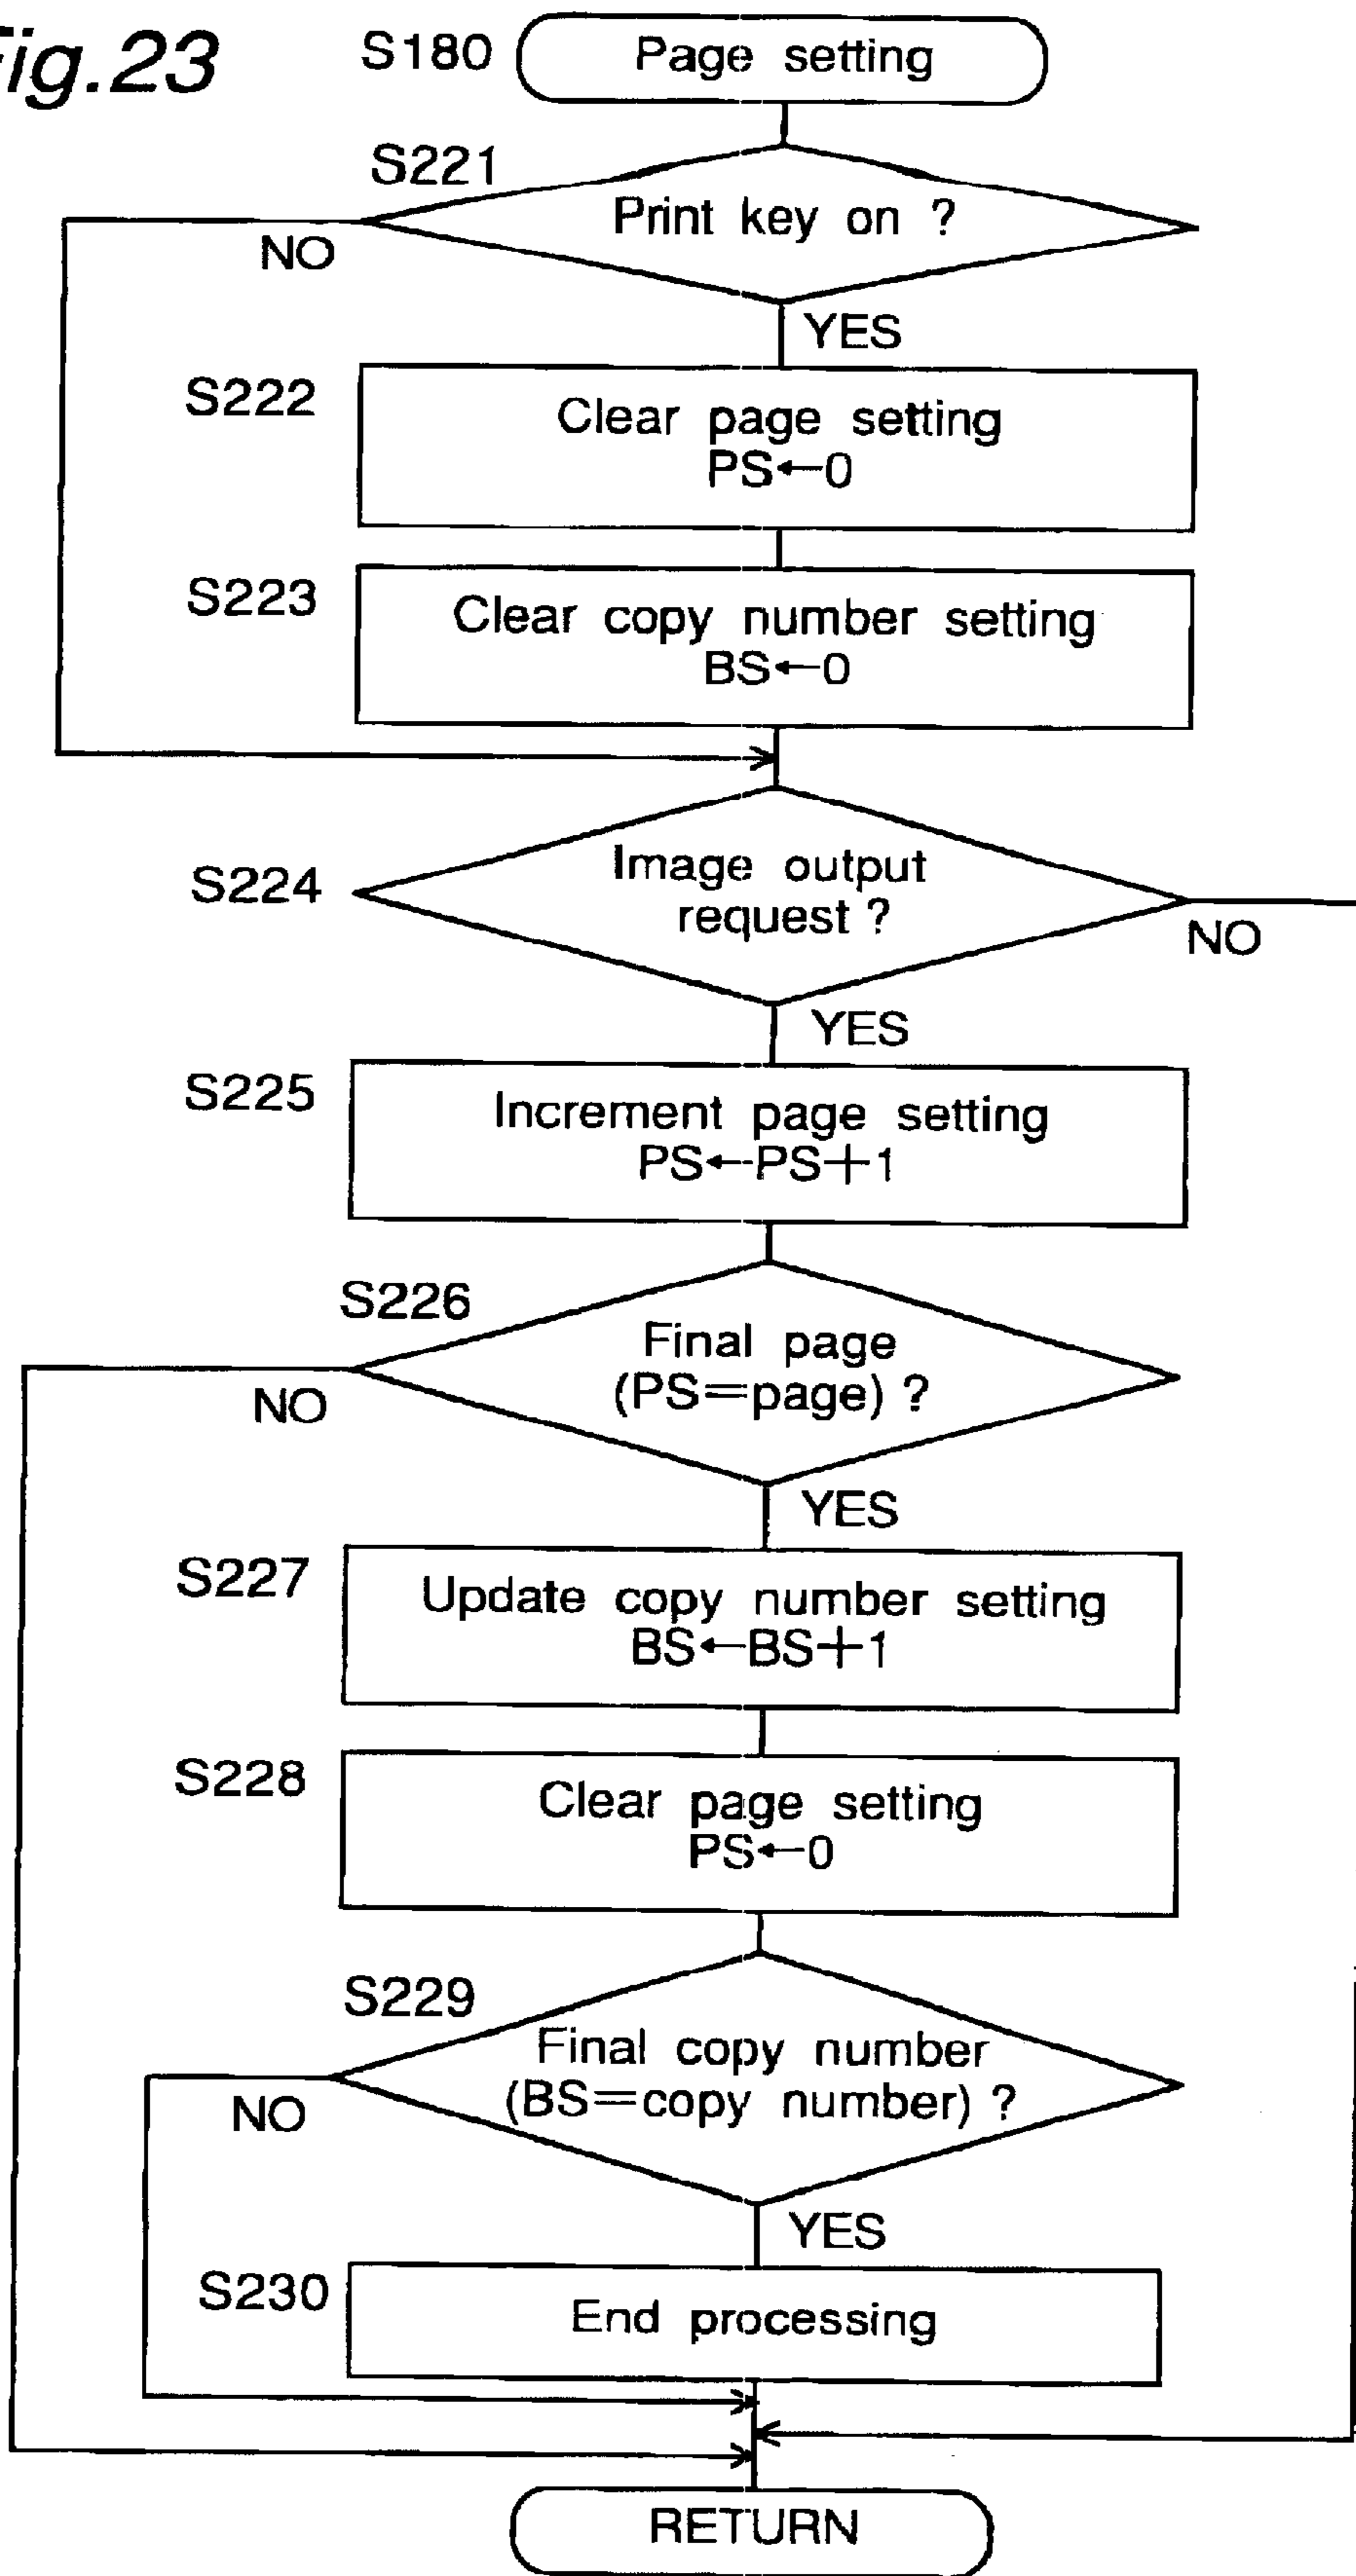 Fig.23
S180
Page setting
S221
Print key on ?
NO
YES
S222
Clear page setting
PS←0
S223
Clear copy number setting
BS←0
S224
Image output
request ?
NO
YES
S225
Increment page setting
PS←PS+1
S226
Final page
(PS=page) ?
NO
YES
S227
Update copy number setting
BS←BS+1
S228
Clear page setting
PS←0
S229
Final copy number
(BS=copy number) ?
NO
YES
S230
End processing
RETURN